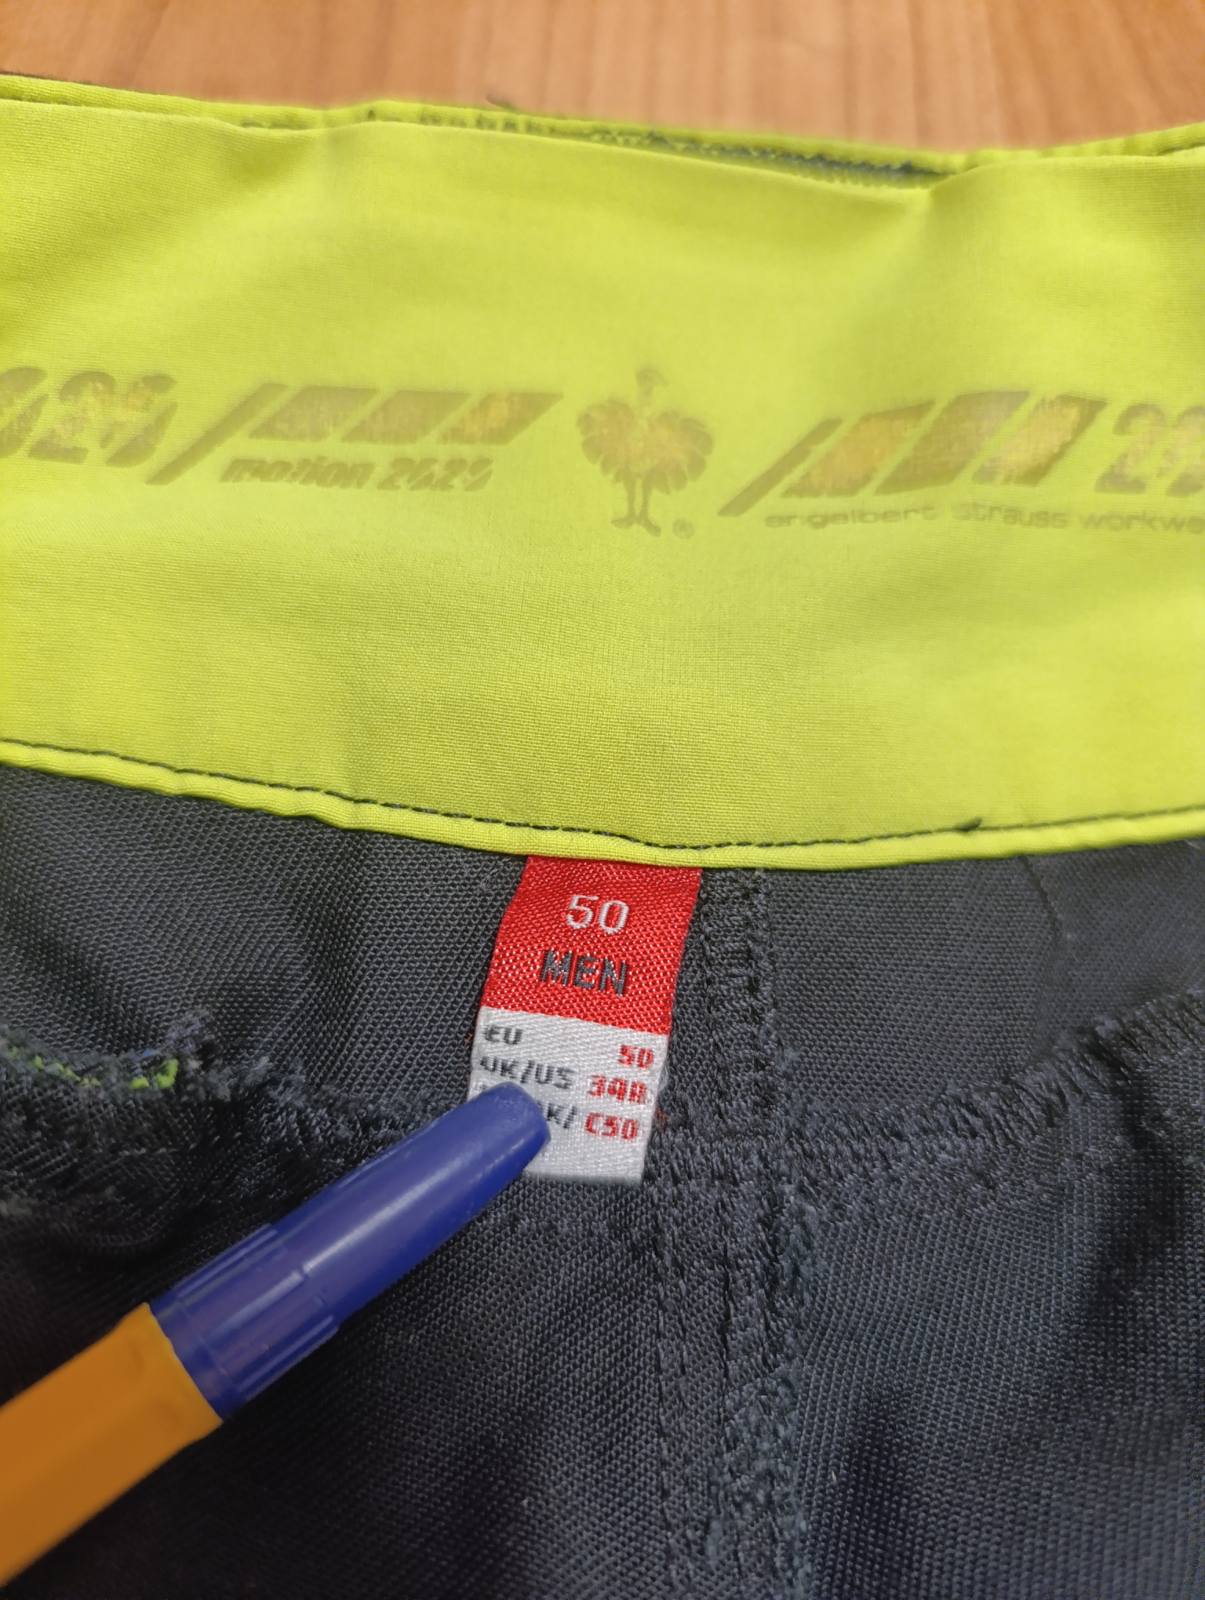 motion 2020
®
engelbert strauss workwe
50
MEN
EU 50
UK/US 34R
K/ C50